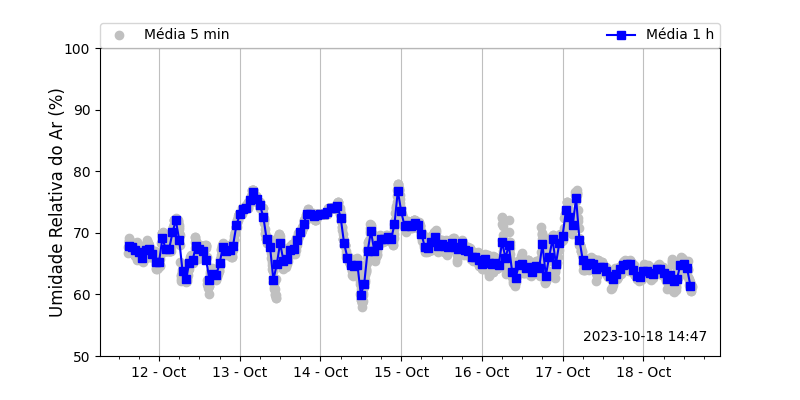 Média 5 min
Média 1 h
Umidade Relativa do Ar (%)
100
90
80
70
60
50
2023-10-18 14:47
12 - Oct
13 - Oct
14 - Oct
15 - Oct
16 - Oct
17 - Oct
18 - Oct